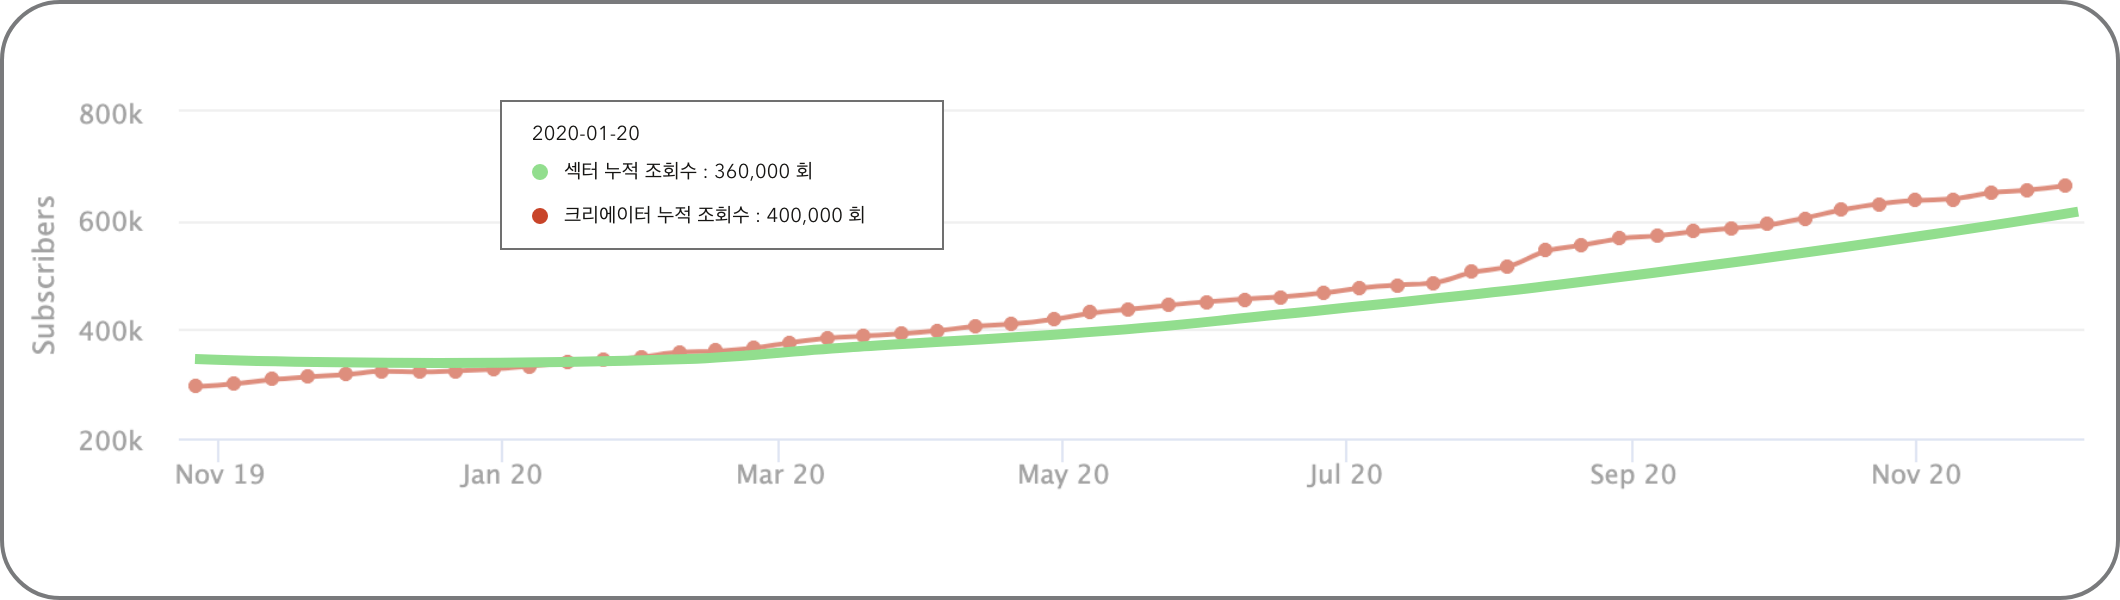 800k
600k
400k
200k
Subscribers
2020-01-20
섹터 누적 조회수 : 360,000 회
크리에이터 누적 조회수 : 400,000 회
Nov 19
Jan 20
Mar 20
May 20
Jul 20
Sep 20
Nov 20